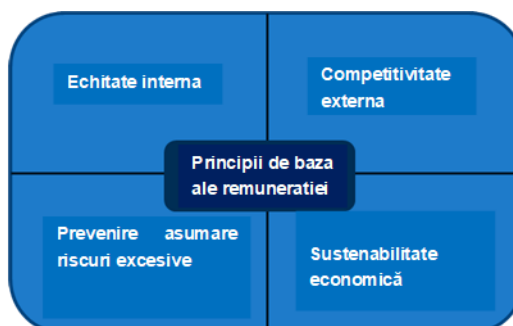 Echitate interna
Competitivitate
externa
Principii de baza
ale remuneratiei
Prevenire asumare
riscuri excesive
Sustenabilitate
economică